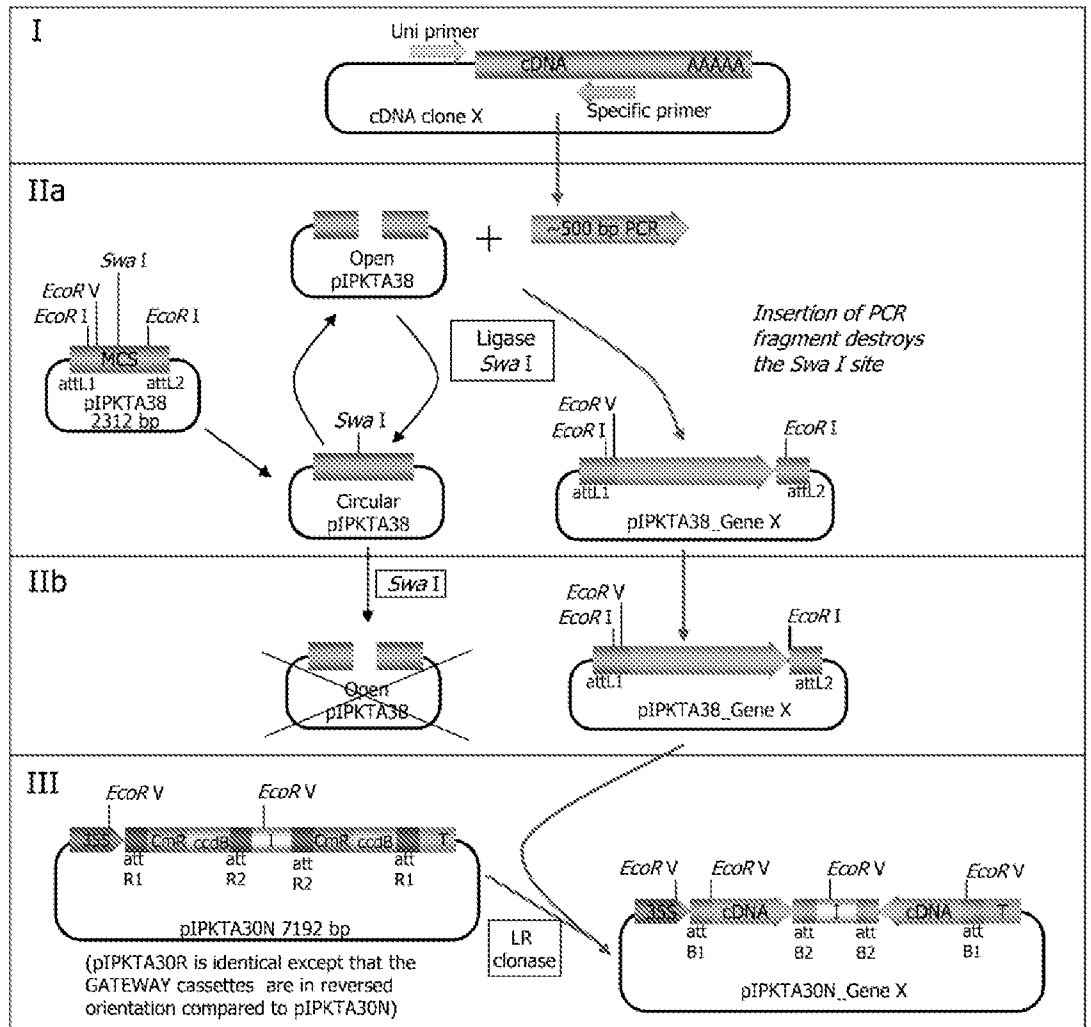 I
Uni primer
cDNA
AAAAA
Specific primer
cDNA clone X
IIa
Open
pIPKTA38
+
~500 bp PCR
Swa I
EcoR V
EcoR I
EcoR I
MCS
attL1
attL2
pIPKTA38
2312 bp
Ligase
Swa I
Insertion of PCR
fragment destroys
the Swa I site
Swa I
Circular
pIPKTA38
EcoR V
EcoR I
EcoR I
attL1
attL2
pIPKTA38_Gene X
IIb
Swa I
Open
pIPKTA38
EcoR V
EcoR I
EcoR I
attL1
attL2
pIPKTA38_Gene X
III
EcoR V
EcoR V
35S
CmR ccdB
I
CmR ccdB
T
att
R1
att
R2
att
R2
att
R1
pIPKTA30N 7192 bp
(pIPKTA30R is identical except that the
GATEWAY cassettes are in reversed
orientation compared to pIPKTA30N)
LR
clonase
EcoR V
EcoR V
EcoR V
EcoR V
35S
cDNA
I
cDNA
T
att
B1
att
B2
att
B2
att
B1
pIPKTA30N_Gene X